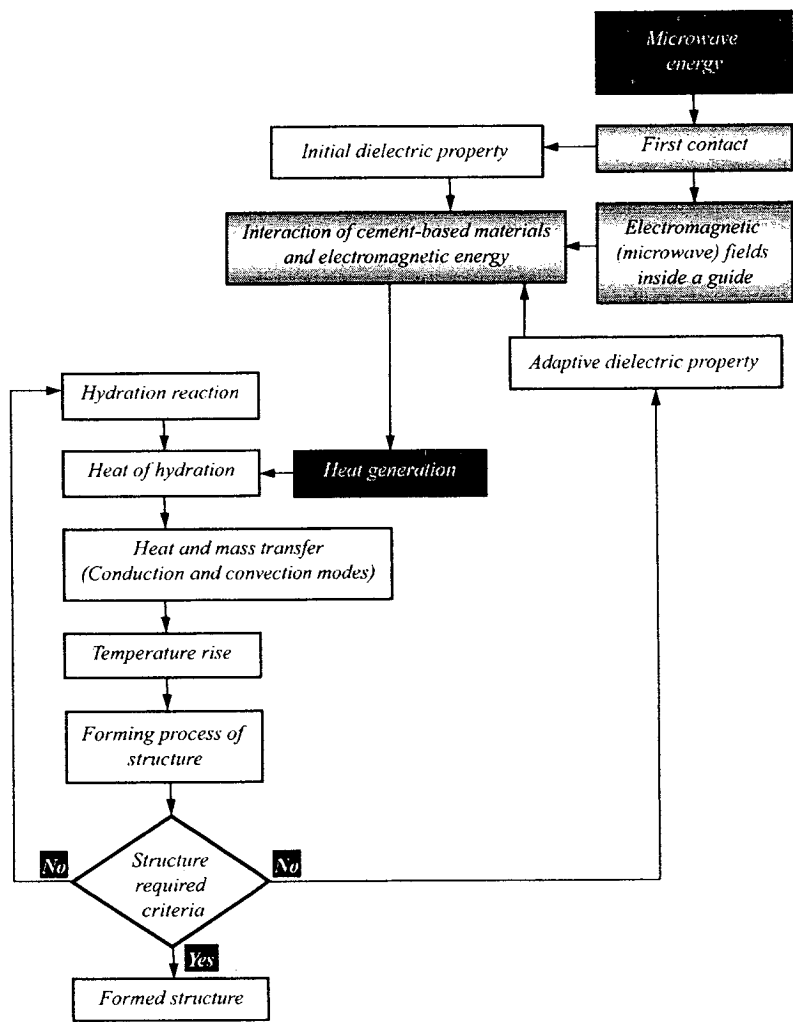 Microwave
energy
First contact
Initial dielectric property
Interaction of cement-based materials
and electromagnetic energy
Electromagnetic
(microwave) fields
inside a guide
Adaptive dielectric property
Hydration reaction
Heat of hydration
Heat generation
Heat and mass transfer
(Conduction and convection modes)
Temperature rise
Forming process of
structure
No
Structure
required
criteria
No
Yes
Formed structure